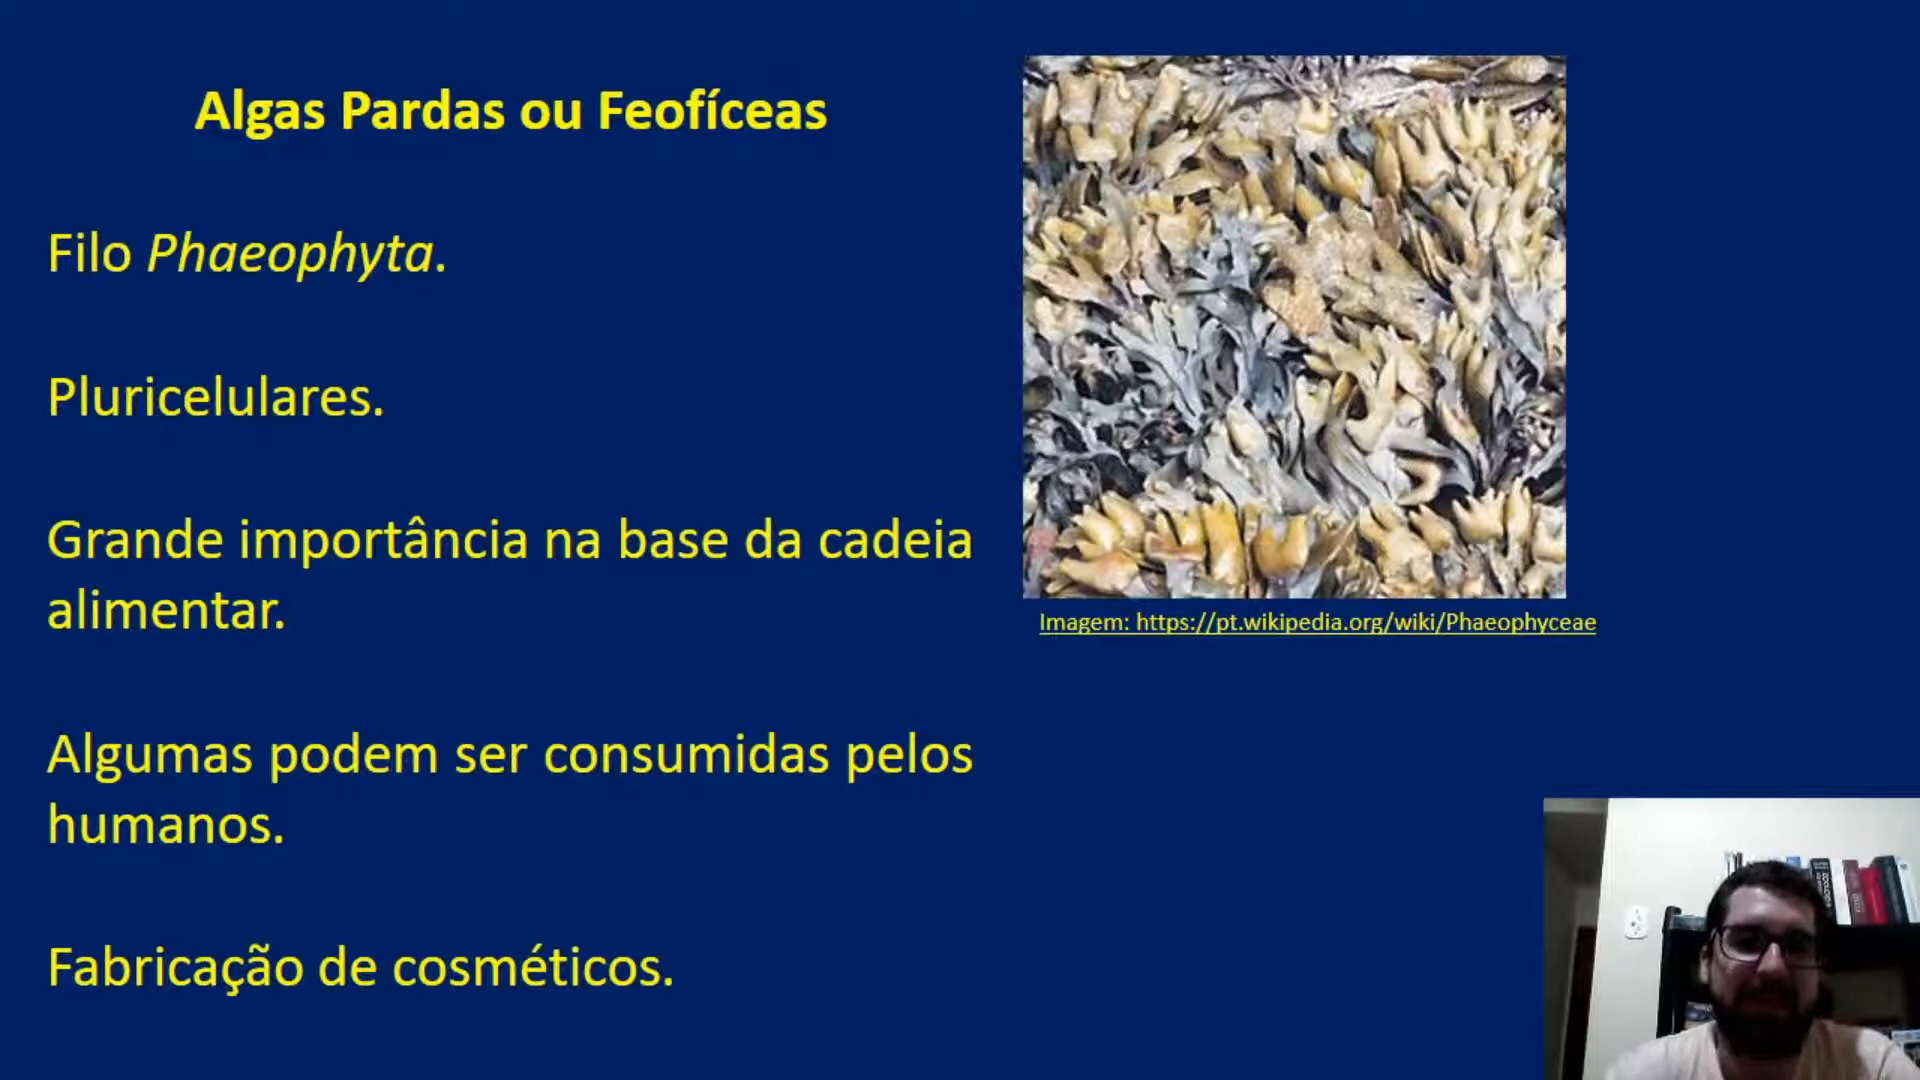 Algas Pardas ou Feofíceas
Filo Phaeophyta.
Pluricelulares.
Grande importância na base da cadeia
alimentar.
Algumas podem ser consumidas pelos
humanos.
Fabricação de cosméticos.
Imagem: https://pt.wikipedia.org/wiki/Phaeophyceae